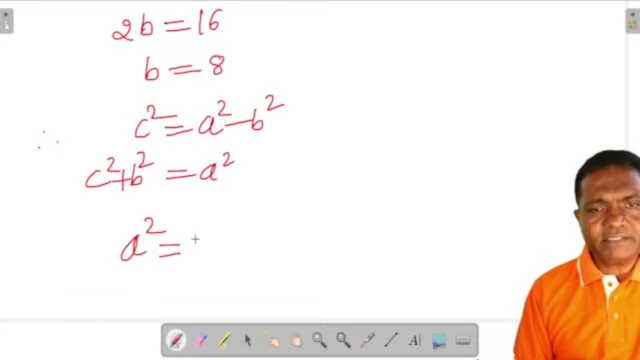 2b = 16
b = 8
∴ c² = a² − b²
c² + b² = a²
a² =